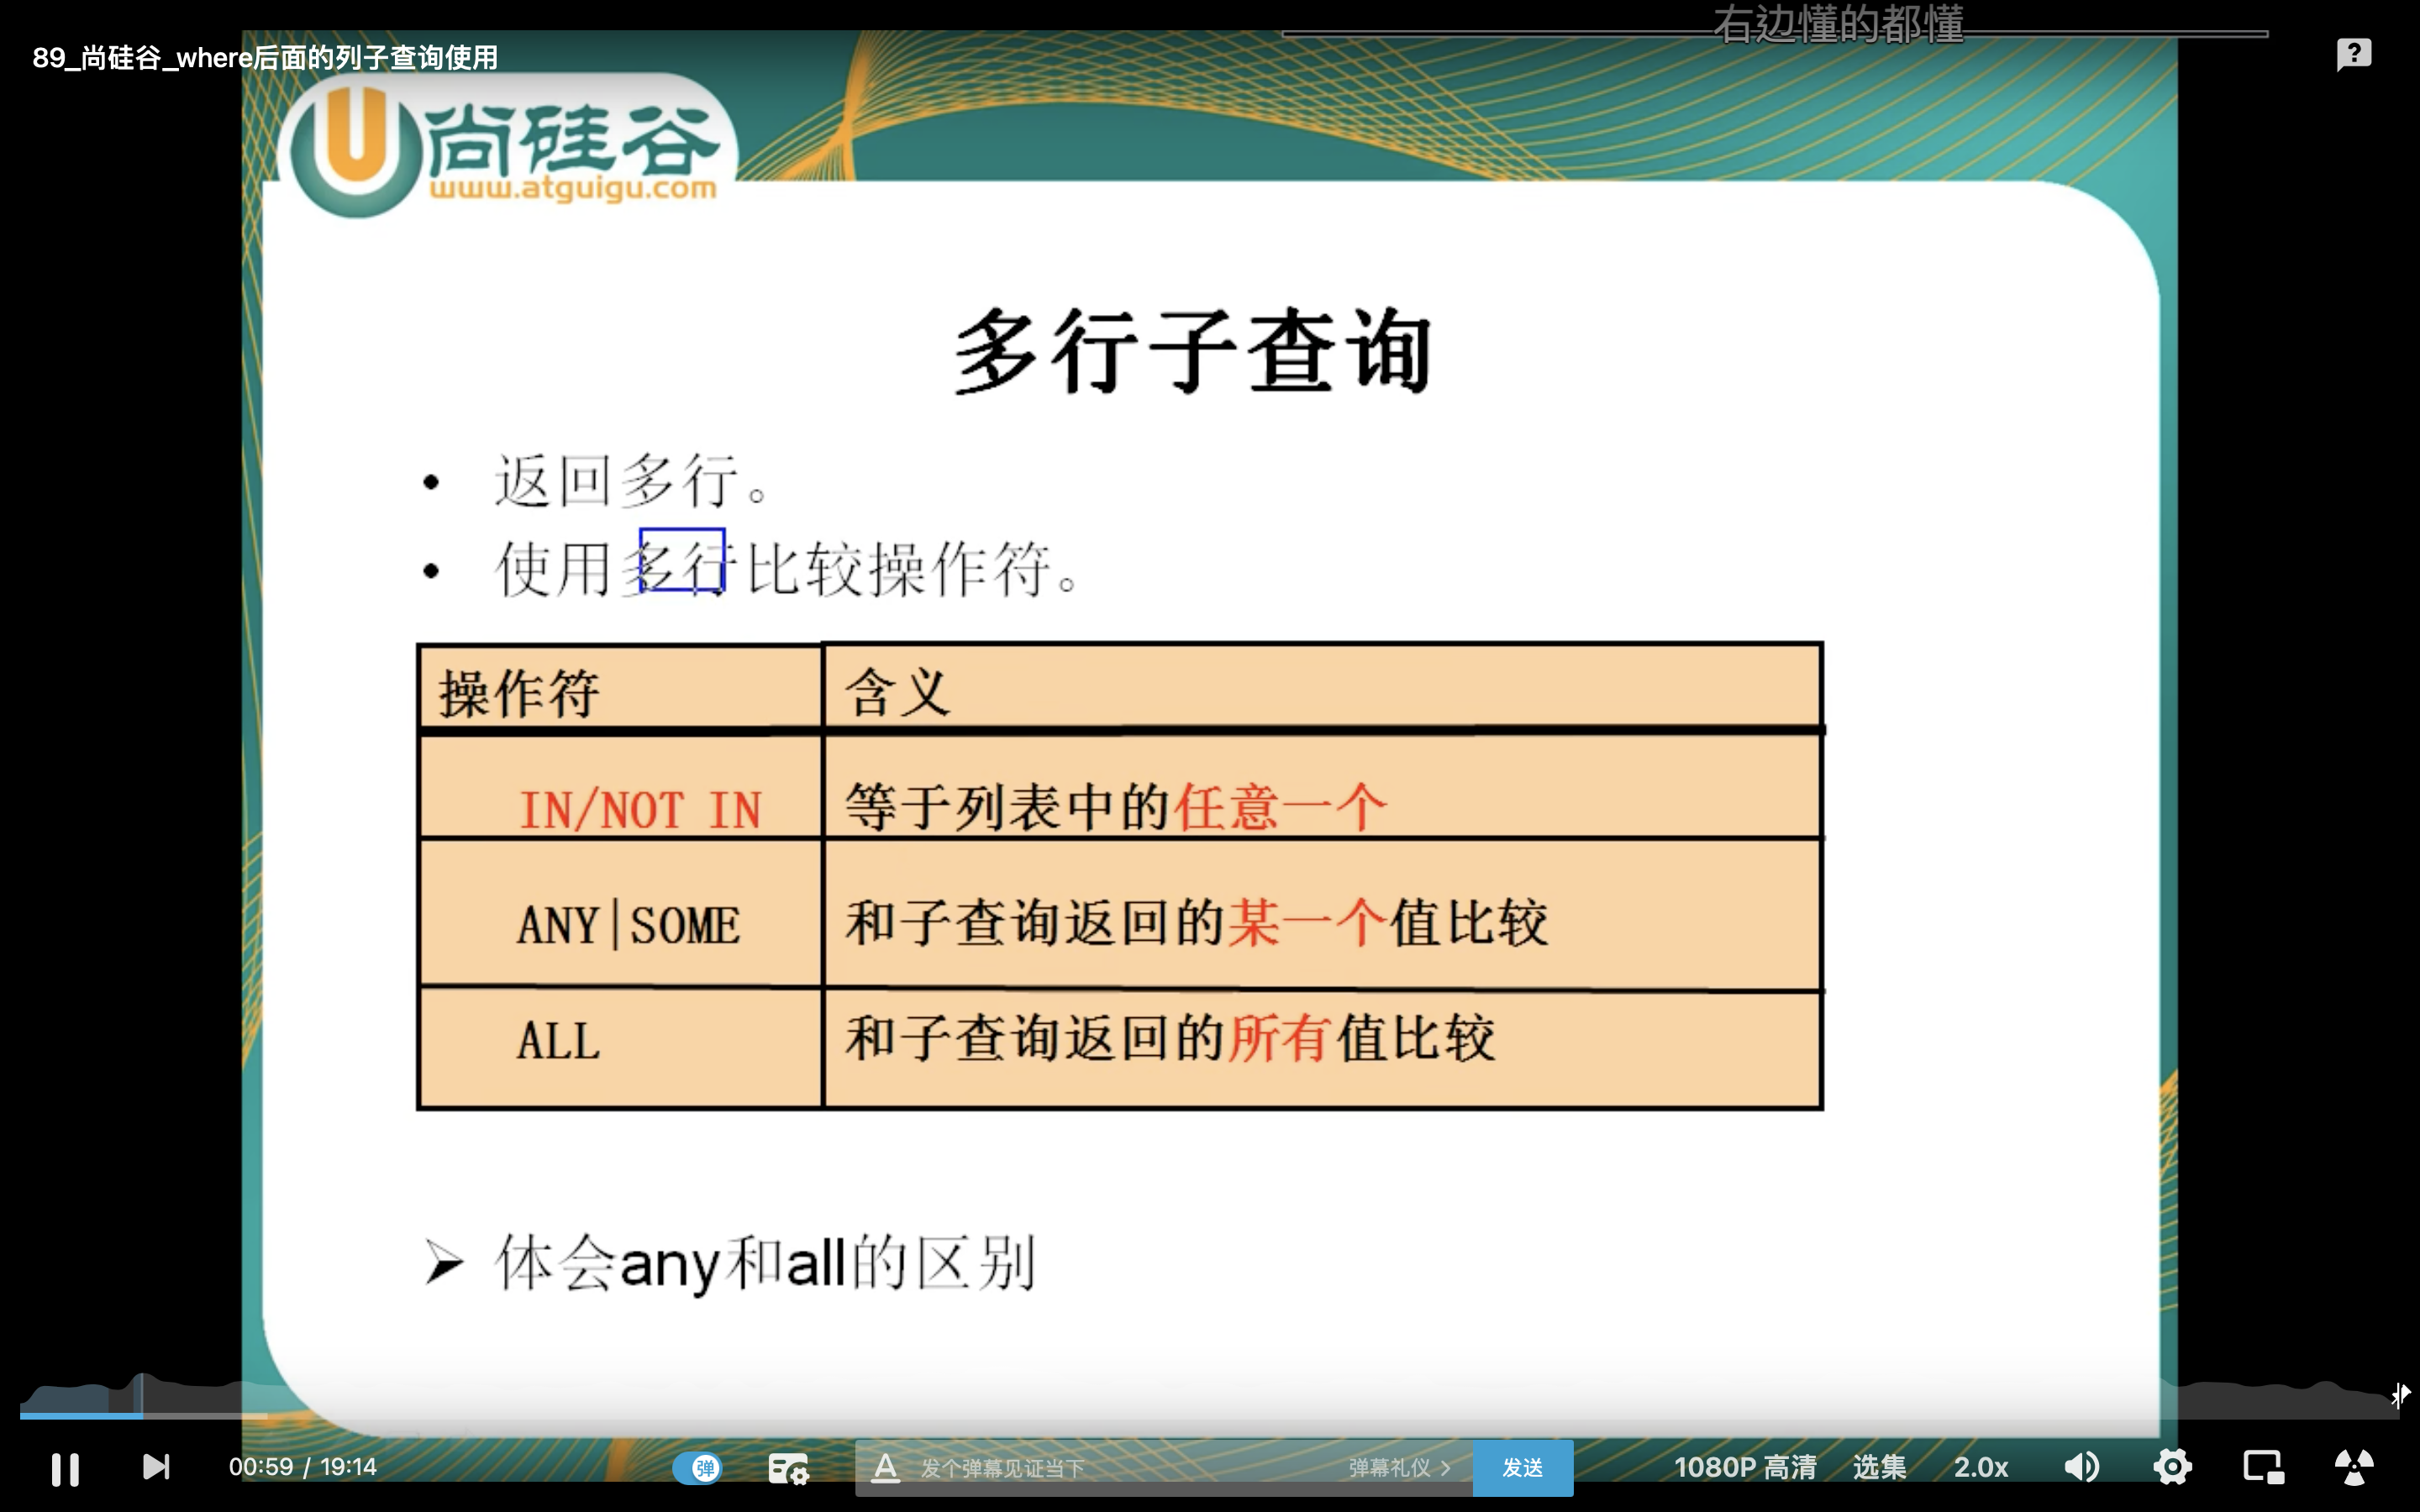 右边懂的都懂
89_尚硅谷_where后面的列子查询使用
尚硅谷
www.atguigu.com
多行子查询
• 返回多行。
• 使用多行比较操作符。
操作符 含义
IN/NOT IN 等于列表中的任意一个
ANY|SOME 和子查询返回的某一个值比较
ALL 和子查询返回的所有值比较
➢ 体会any和all的区别
00:59 / 19:14 弹 A 发个弹幕见证当下 弹幕礼仪 > 发送 1080P 高清 选集 2.0x